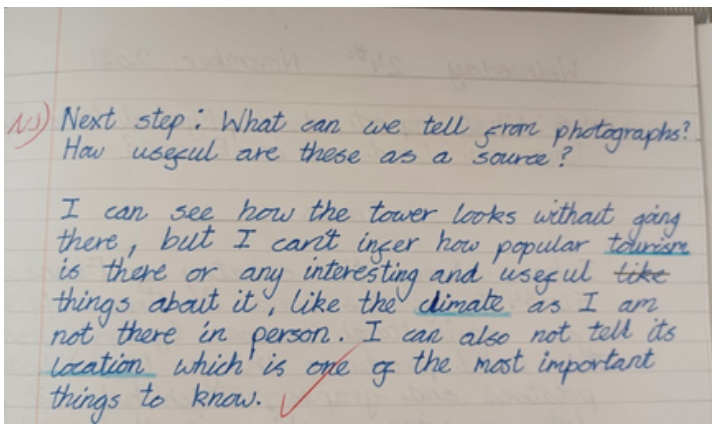 NS) Next step: What can we tell from photographs?
How useful are these as a source?
I can see how the tower looks without going
there, but I can't infer how popular tourism
is there or any interesting and useful like
things about it, like the climate as I am
not there in person. I can also not tell its
location which is one of the most important
things to know.